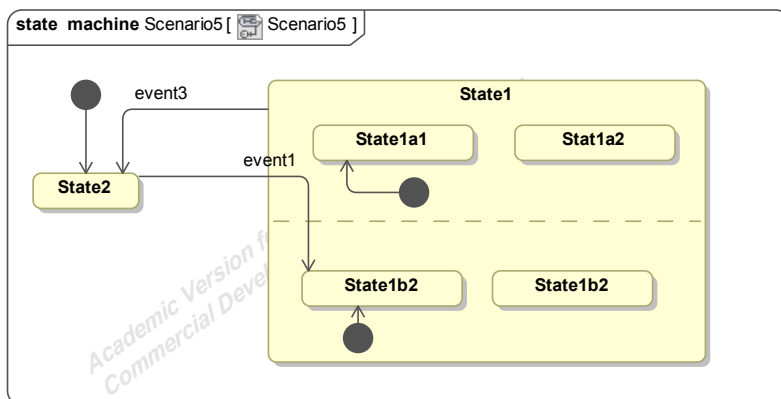 state machine Scenario5 [ Scenario5 ]
event3
State1
State1a1
Stat1a2
event1
State2
State1b2
State1b2
Academic Version f
Commercial Devel